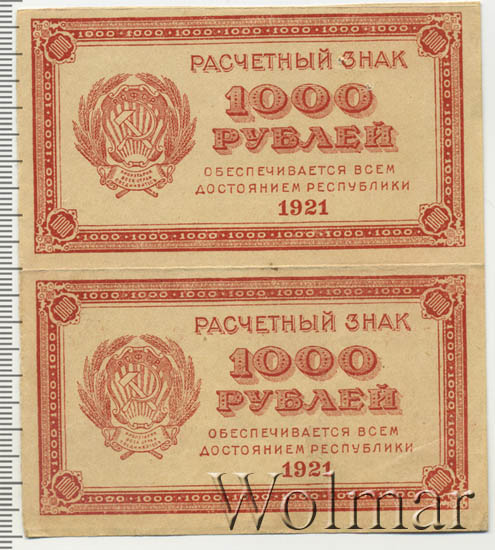 РАСЧЕТНЫЙ ЗНАК
1000
РУБЛЕЙ
ОБЕСПЕЧИВАЕТСЯ ВСЕМ
ДОСТОЯНИЕМ РЕСПУБЛИКИ
1921
РАСЧЕТНЫЙ ЗНАК
1000
РУБЛЕЙ
ОБЕСПЕЧИВАЕТСЯ ВСЕМ
ДОСТОЯНИЕМ РЕСПУБЛИКИ
1921
Wolmar